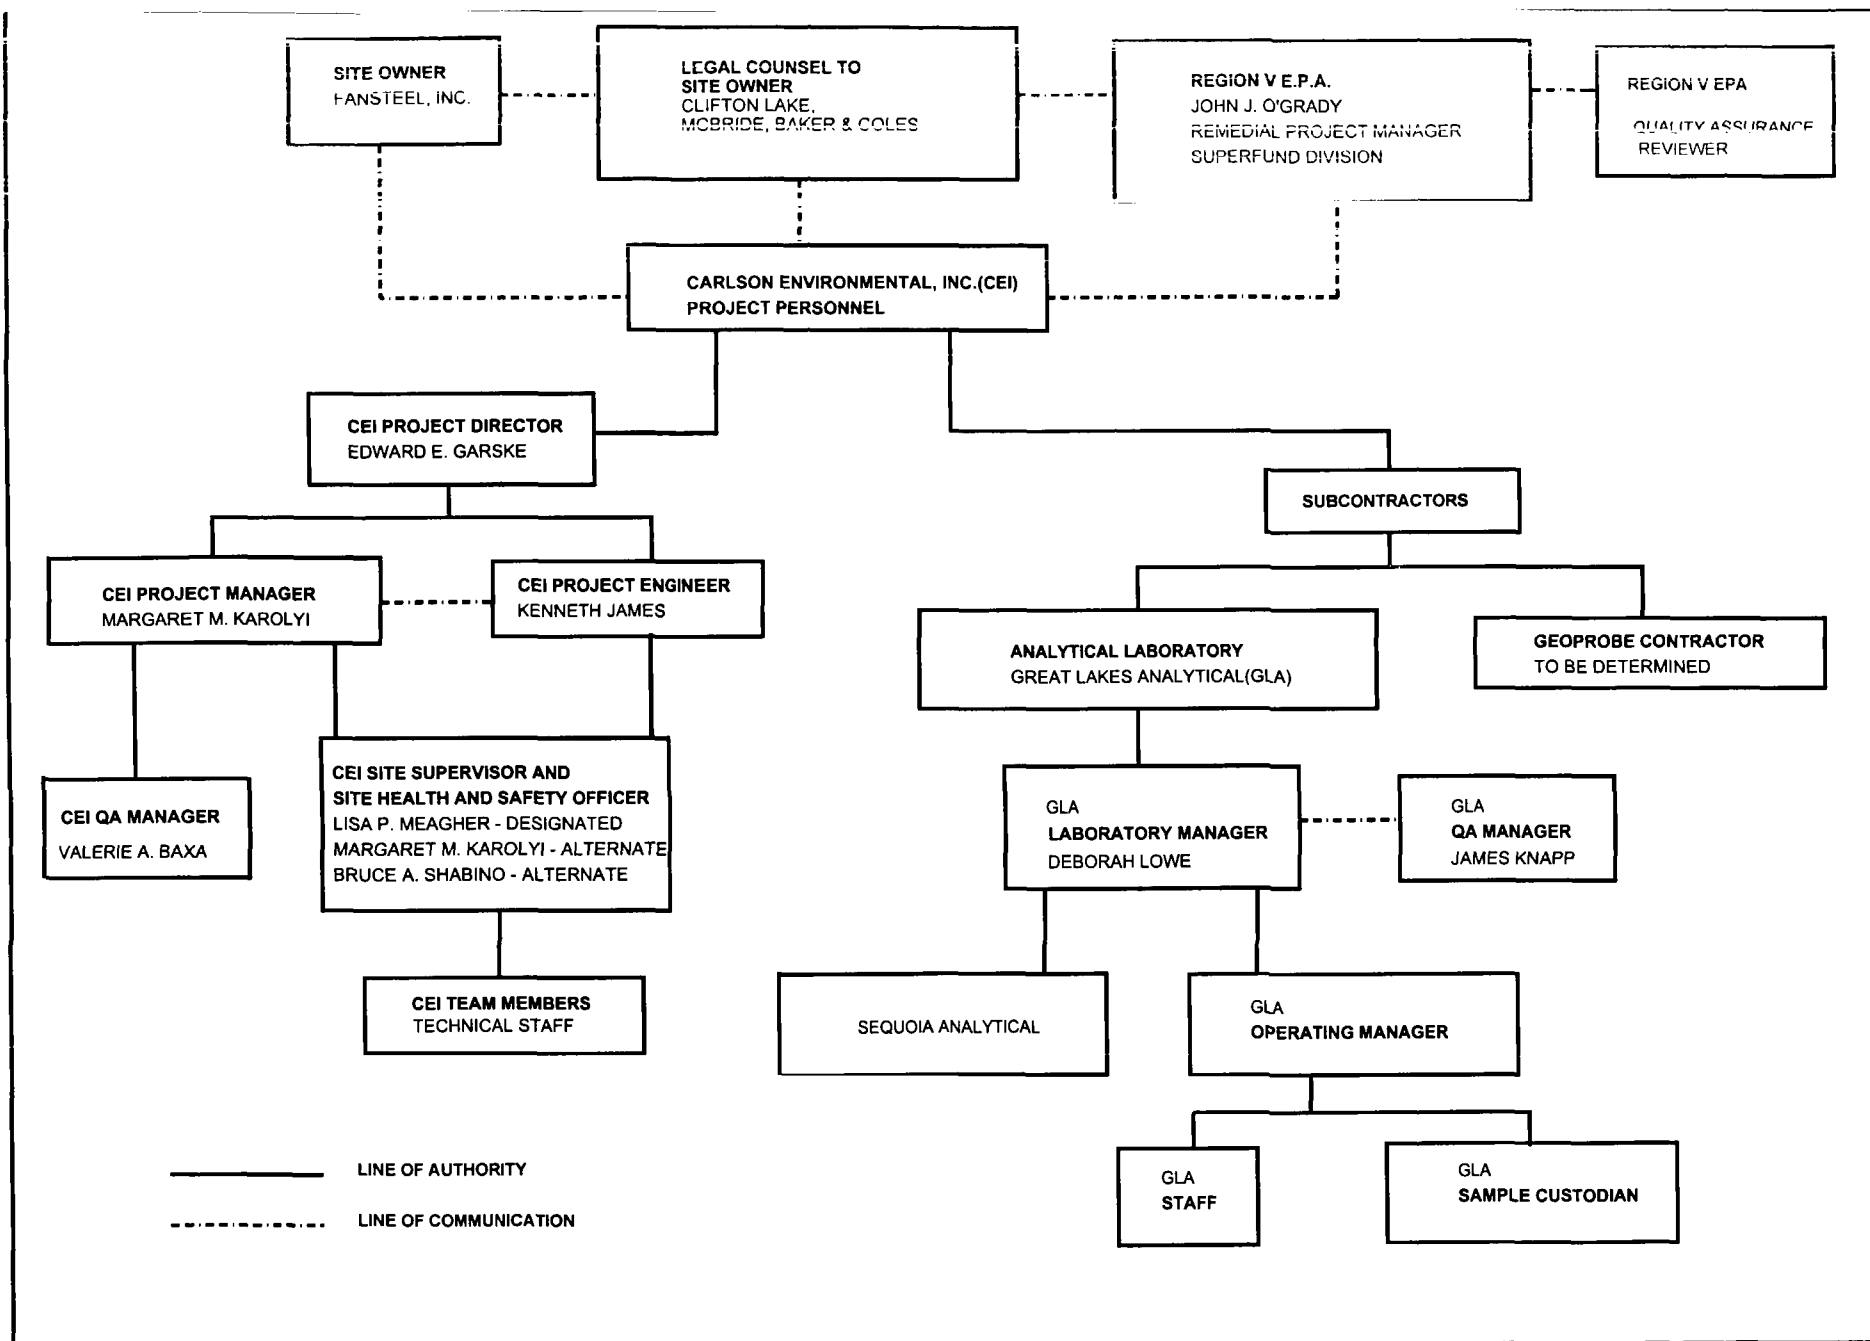 SITE OWNER
FANSTEEL, INC.
LEGAL COUNSEL TO
SITE OWNER
CLIFTON LAKE,
MCBRIDE, BAKER & COLES
REGION V E.P.A.
JOHN J. O'GRADY
REMEDIAL PROJECT MANAGER
SUPERFUND DIVISION
REGION V EPA
QUALITY ASSURANCE
REVIEWER
CARLSON ENVIRONMENTAL, INC.(CEI)
PROJECT PERSONNEL
CEI PROJECT DIRECTOR
EDWARD E. GARSKE
SUBCONTRACTORS
CEI PROJECT MANAGER
MARGARET M. KAROLYI
CEI PROJECT ENGINEER
KENNETH JAMES
ANALYTICAL LABORATORY
GREAT LAKES ANALYTICAL(GLA)
GEOPROBE CONTRACTOR
TO BE DETERMINED
CEI QA MANAGER
VALERIE A. BAXA
CEI SITE SUPERVISOR AND
SITE HEALTH AND SAFETY OFFICER
LISA P. MEAGHER - DESIGNATED
MARGARET M. KAROLYI - ALTERNATE
BRUCE A. SHABINO - ALTERNATE
GLA
LABORATORY MANAGER
DEBORAH LOWE
GLA
QA MANAGER
JAMES KNAPP
CEI TEAM MEMBERS
TECHNICAL STAFF
SEQUOIA ANALYTICAL
GLA
OPERATING MANAGER
GLA
STAFF
GLA
SAMPLE CUSTODIAN
LINE OF AUTHORITY
LINE OF COMMUNICATION